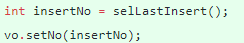 int insertNo = selLastInsert();
vo.setNo(insertNo);